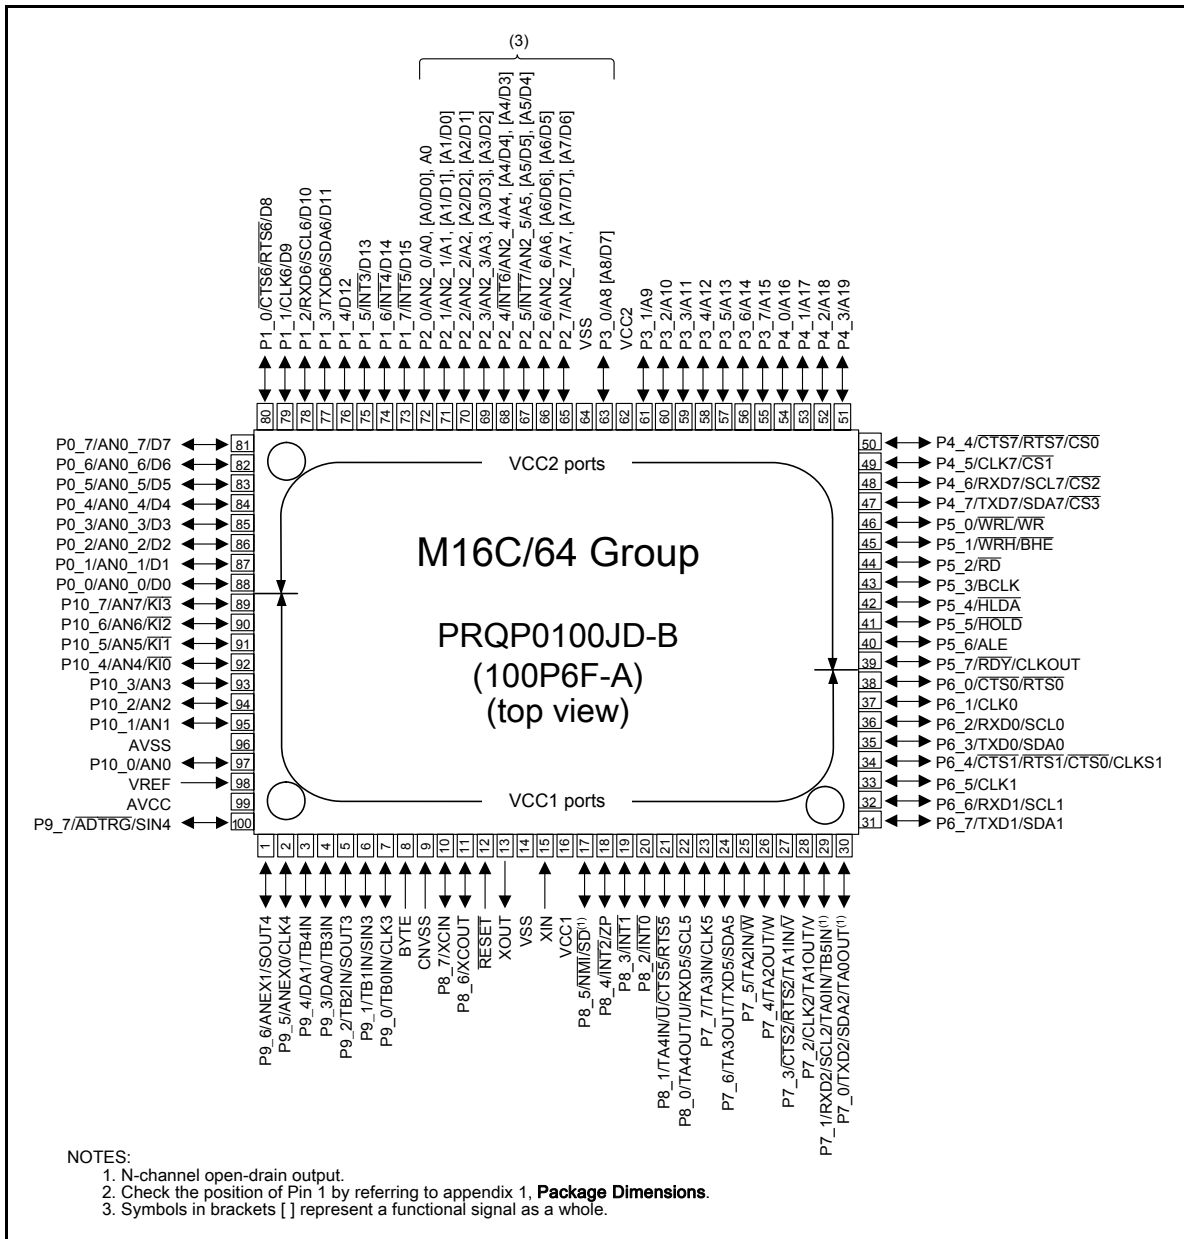 (3)
P1_0/CTS6/RTS6/D8
P1_1/CLK6/D9
P1_2/RXD6/SCL6/D10
P1_3/TXD6/SDA6/D11
P1_4/D12
P1_5/INT3/D13
P1_6/INT4/D14
P1_7/INT5/D15
P2_0/AN2_0/A0, [A0/D0], A0
P2_1/AN2_1/A1, [A1/D1], [A1/D0]
P2_2/AN2_2/A2, [A2/D2], [A2/D1]
P2_3/AN2_3/A3, [A3/D3], [A3/D2]
P2_4/INT6/AN2_4/A4, [A4/D4], [A4/D3]
P2_5/INT7/AN2_5/A5, [A5/D5], [A5/D4]
P2_6/AN2_6/A6, [A6/D6], [A6/D5]
P2_7/AN2_7/A7, [A7/D7], [A7/D6]
VSS
P3_0/A8 [A8/D7]
VCC2
P3_1/A9
P3_2/A10
P3_3/A11
P3_4/A12
P3_5/A13
P3_6/A14
P3_7/A15
P4_0/A16
P4_1/A17
P4_2/A18
P4_3/A19
80 79 78 77 76 75 74 73 72 71 70 69 68 67 66 65 64 63 62 61 60 59 58 57 56 55 54 53 52 51
P0_7/AN0_7/D7 81
P0_6/AN0_6/D6 82
P0_5/AN0_5/D5 83
P0_4/AN0_4/D4 84
P0_3/AN0_3/D3 85
P0_2/AN0_2/D2 86
P0_1/AN0_1/D1 87
P0_0/AN0_0/D0 88
P10_7/AN7/KI3 89
P10_6/AN6/KI2 90
P10_5/AN5/KI1 91
P10_4/AN4/KI0 92
P10_3/AN3 93
P10_2/AN2 94
P10_1/AN1 95
AVSS 96
P10_0/AN0 97
VREF 98
AVCC 99
P9_7/ADTRG/SIN4 100
VCC2 ports
M16C/64 Group
PRQP0100JD-B
(100P6F-A)
(top view)
VCC1 ports
50 P4_4/CTS7/RTS7/CS0
49 P4_5/CLK7/CS1
48 P4_6/RXD7/SCL7/CS2
47 P4_7/TXD7/SDA7/CS3
46 P5_0/WRL/WR
45 P5_1/WRH/BHE
44 P5_2/RD
43 P5_3/BCLK
42 P5_4/HLDA
41 P5_5/HOLD
40 P5_6/ALE
39 P5_7/RDY/CLKOUT
38 P6_0/CTS0/RTS0
37 P6_1/CLK0
36 P6_2/RXD0/SCL0
35 P6_3/TXD0/SDA0
34 P6_4/CTS1/RTS1/CTS0/CLKS1
33 P6_5/CLK1
32 P6_6/RXD1/SCL1
31 P6_7/TXD1/SDA1
1 2 3 4 5 6 7 8 9 10 11 12 13 14 15 16 17 18 19 20 21 22 23 24 25 26 27 28 29 30
P9_6/ANEX1/SOUT4
P9_5/ANEX0/CLK4
P9_4/DA1/TB4IN
P9_3/DA0/TB3IN
P9_2/TB2IN/SOUT3
P9_1/TB1IN/SIN3
P9_0/TB0IN/CLK3
BYTE
CNVSS
P8_7/XCIN
P8_6/XCOUT
RESET
XOUT
VSS
XIN
VCC1
P8_5/NMI/SD(1)
P8_4/INT2/ZP
P8_3/INT1
P8_2/INT0
P8_1/TA4IN/U/CTS5/RTS5
P8_0/TA4OUT/U/RXD5/SCL5
P7_7/TA3IN/CLK5
P7_6/TA3OUT/TXD5/SDA5
P7_5/TA2IN/W
P7_4/TA2OUT/W
P7_3/CTS2/RTS2/TA1IN/V
P7_2/CLK2/TA1OUT/V
P7_1/RXD2/SCL2/TA0IN/TB5IN(1)
P7_0/TXD2/SDA2/TA0OUT(1)
NOTES:
1. N-channel open-drain output.
2. Check the position of Pin 1 by referring to appendix 1, Package Dimensions.
3. Symbols in brackets [ ] represent a functional signal as a whole.